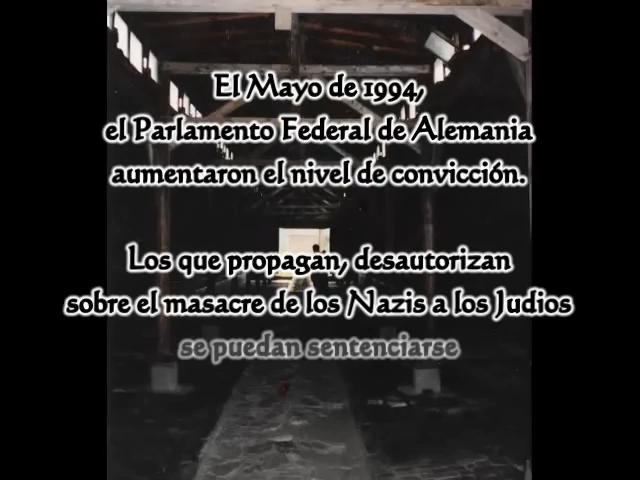 El Mayo de 1994,
el Parlamento Federal de Alemania
aumentaron el nivel de convicción.
Los que propagan, desautorizan
sobre el masacre de los Nazis a los Judios
se puedan sentenciarse